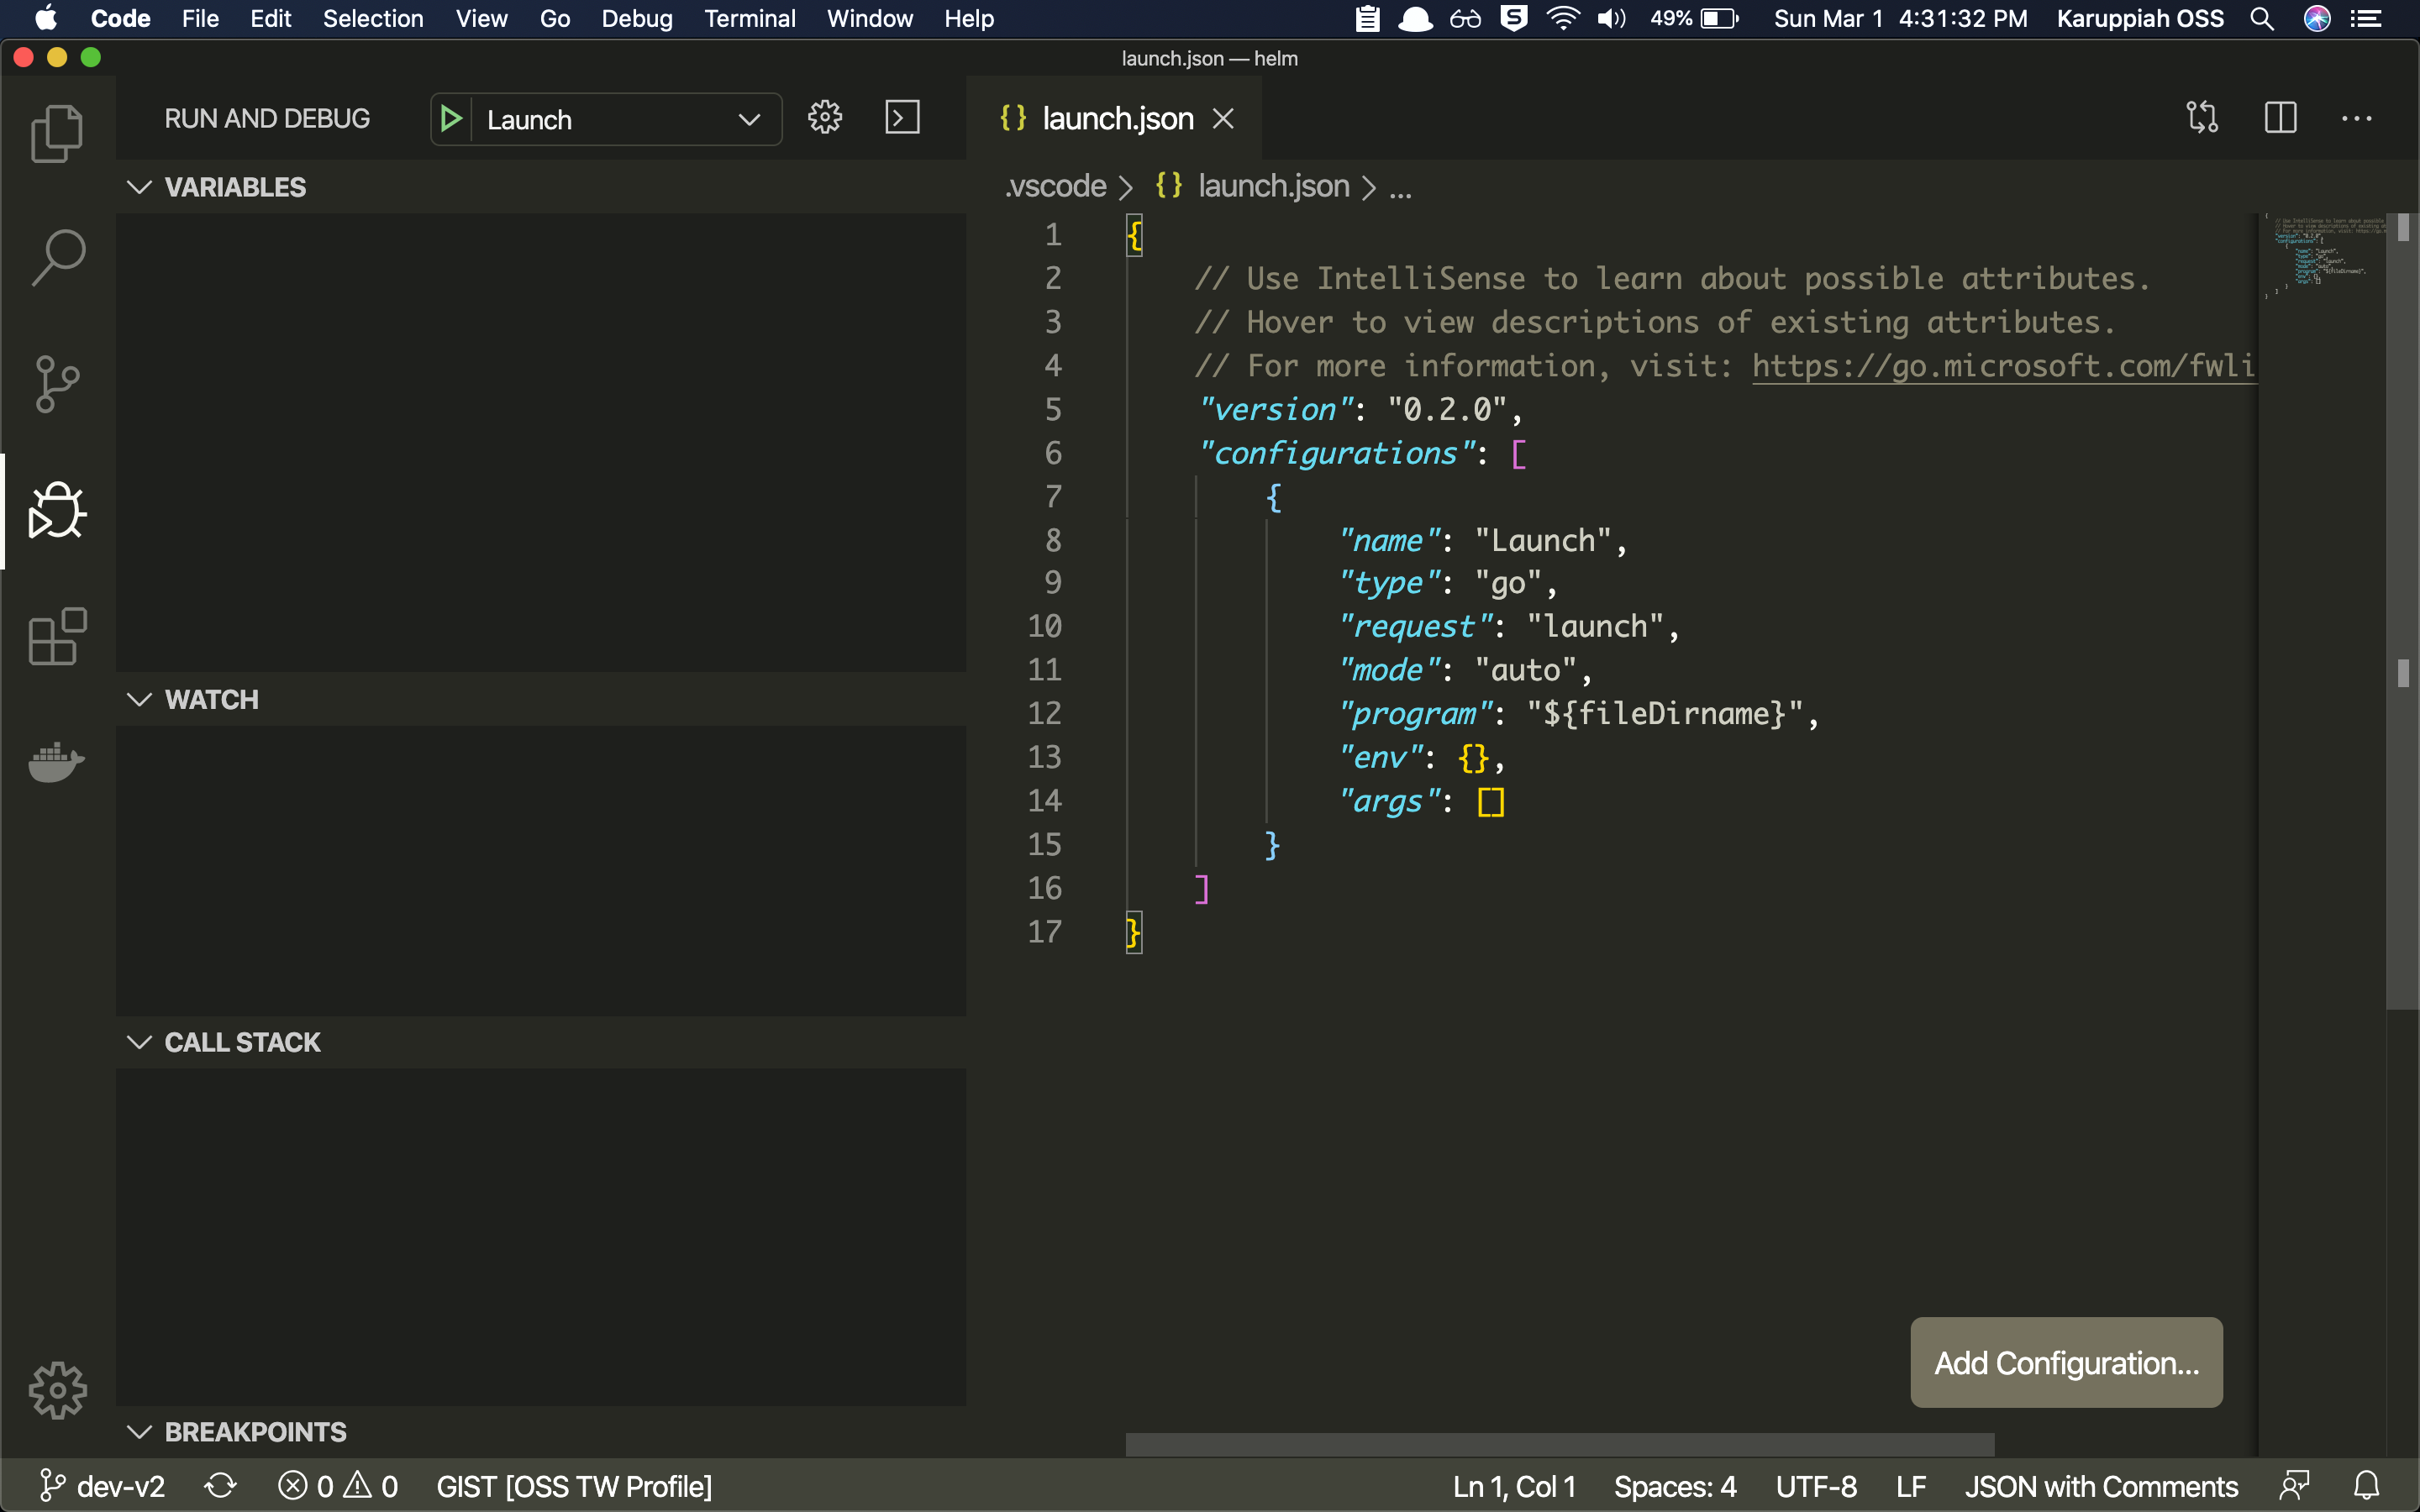 Code File Edit Selection View Go Debug Terminal Window Help 49% Sun Mar 1 4:31:32 PM Karuppiah OSS
launch.json — helm
RUN AND DEBUG Launch
{} launch.json
.vscode > {} launch.json > ...
VARIABLES
WATCH
CALL STACK
BREAKPOINTS
1 {
2 // Use IntelliSense to learn about possible attributes.
3 // Hover to view descriptions of existing attributes.
4 // For more information, visit: https://go.microsoft.com/fwli
5 "version": "0.2.0",
6 "configurations": [
7 {
8 "name": "Launch",
9 "type": "go",
10 "request": "launch",
11 "mode": "auto",
12 "program": "${fileDirname}",
13 "env": {},
14 "args": []
15 }
16 ]
17 }
Add Configuration...
dev-v2 0 0 GIST [OSS TW Profile] Ln 1, Col 1 Spaces: 4 UTF-8 LF JSON with Comments